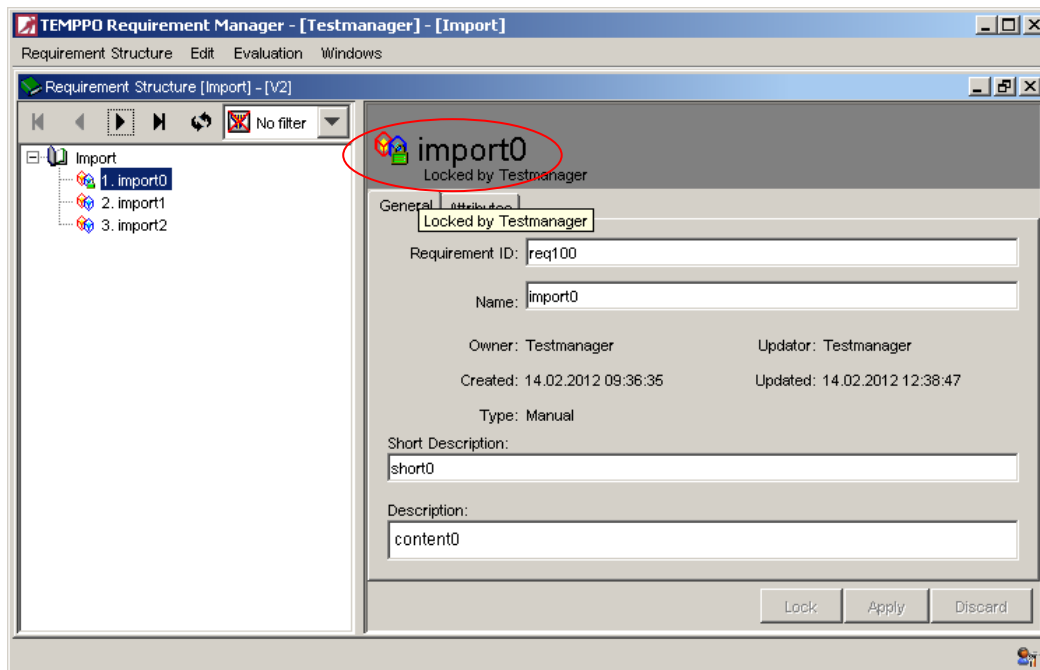 TEMPPO Requirement Manager - [Testmanager] - [Import]
Requirement Structure Edit Evaluation Windows
Requirement Structure [Import] - [V2]
No filter
Import
1. import0
2. import1
3. import2
import0
Locked by Testmanager
General Attributes
Locked by Testmanager
Requirement ID: req100
Name: import0
Owner: Testmanager Updator: Testmanager
Created: 14.02.2012 09:36:35 Updated: 14.02.2012 12:38:47
Type: Manual
Short Description:
short0
Description:
content0
Lock Apply Discard